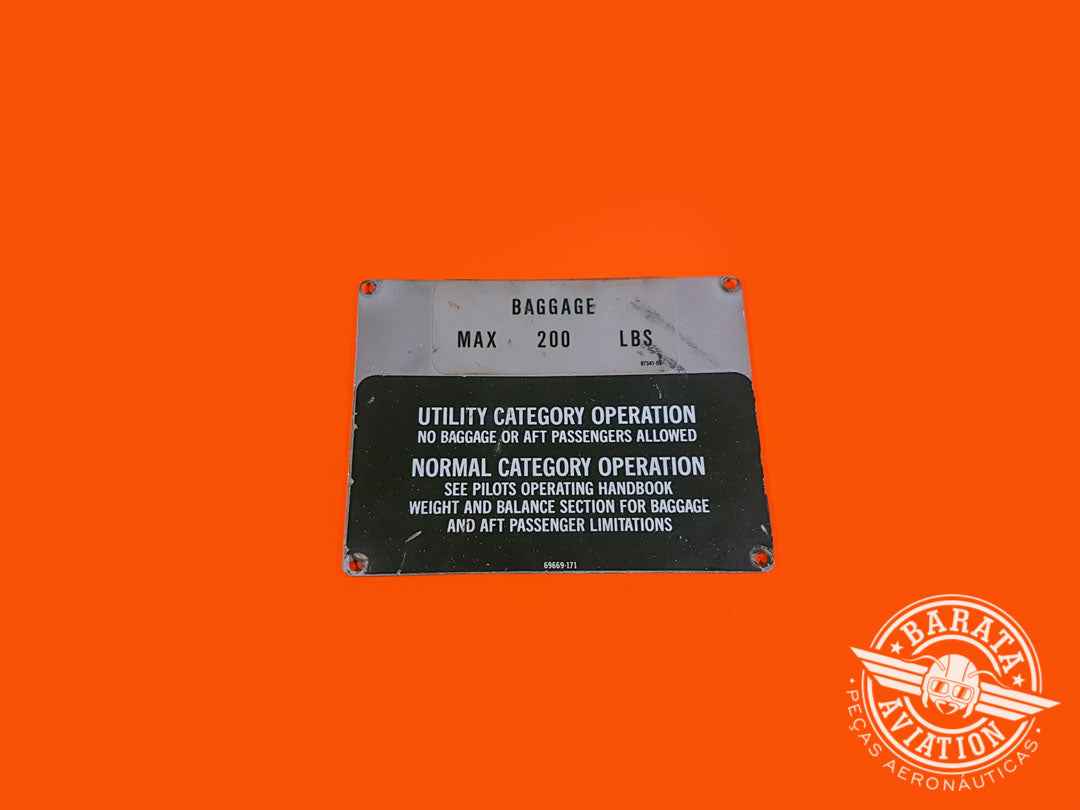 BAGGAGE
MAX 200 LBS
UTILITY CATEGORY OPERATION
NO BAGGAGE OR AFT PASSENGERS ALLOWED
NORMAL CATEGORY OPERATION
SEE PILOTS OPERATING HANDBOOK
WEIGHT AND BALANCE SECTION FOR BAGGAGE
AND AFT PASSENGER LIMITATIONS
69669-171
BARATA
AVIATION
PEÇAS AERONÁUTICAS